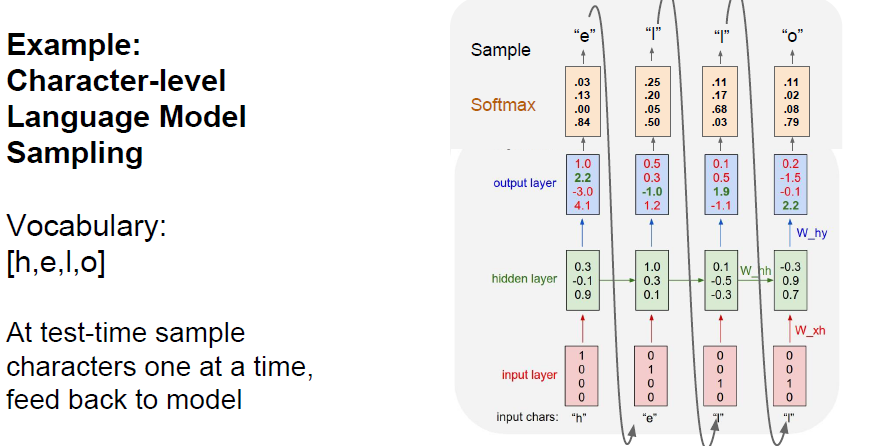 Example:
Character-level
Language Model
Sampling
Vocabulary:
[h,e,l,o]
At test-time sample
characters one at a time,
feed back to model
Sample
“e” “l” “l” “o”
Softmax
.03 .25 .11 .11
.13 .20 .17 .02
.00 .05 .68 .08
.84 .50 .03 .79
output layer
1.0 0.5 0.1 0.2
2.2 0.3 0.5 -1.5
-3.0 -1.0 1.9 -0.1
4.1 1.2 -1.1 2.2
W_hy
hidden layer
0.3 1.0 0.1 W_hh -0.3
-0.1 0.3 -0.5 0.9
0.9 0.1 -0.3 0.7
W_xh
input layer
1 0 0 0
0 1 0 0
0 0 1 1
0 0 0 0
input chars: “h” “e” “l” “l”